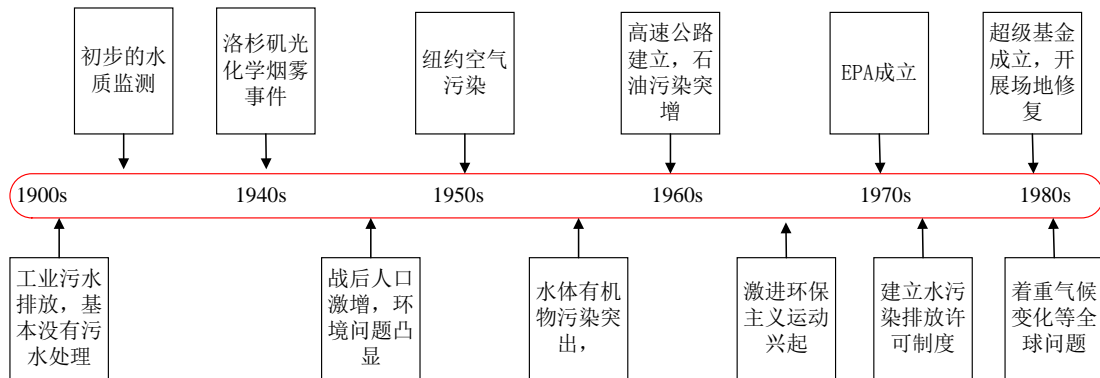 初步的水
质监测
洛杉矶光
化学烟雾
事件
纽约空气
污染
高速公路
建立，石
油污染突
增
EPA成立
超级基金
成立，开
展场地修
复
1900s
1940s
1950s
1960s
1970s
1980s
工业污水
排放，基
本没有污
水处理
战后人口
激增，环
境问题凸
显
水体有机
物污染突
出，
激进环保
主义运动
兴起
建立水污
染排放许
可制度
着重气候
变化等全
球问题